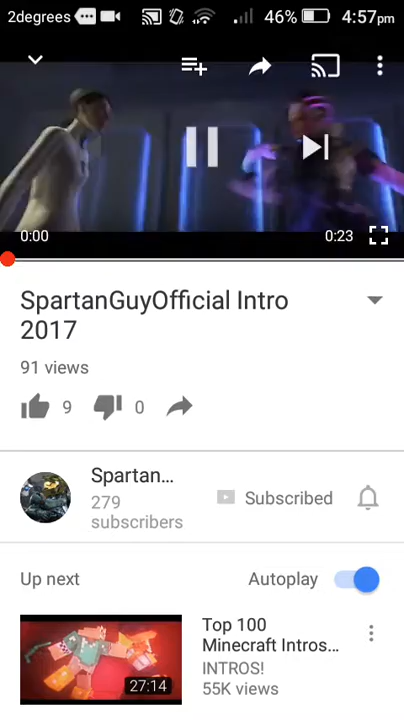 2degrees 46% 4:57pm
0:00 0:23
SpartanGuyOfficial Intro
2017
91 views
9 0
Spartan...
279
subscribers
Subscribed
Up next Autoplay
Top 100
Minecraft Intros...
INTROS!
55K views
27:14